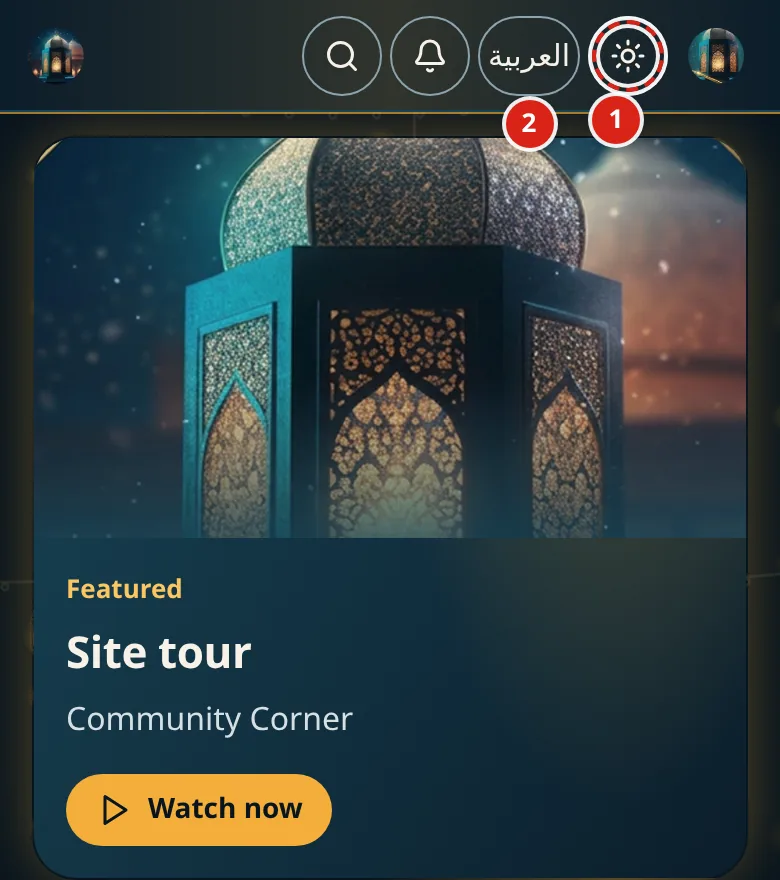 العربية
2
1
Featured
Site tour
Community Corner
Watch now